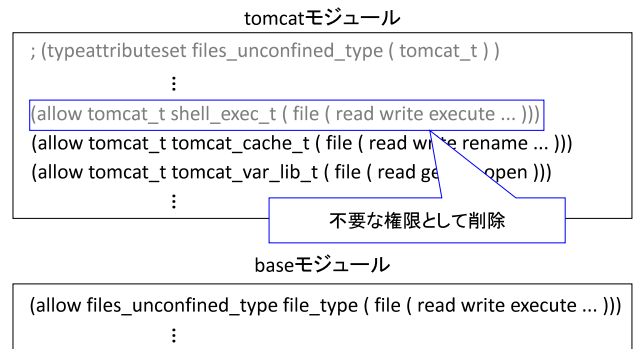 tomcatモジュール
; (typeattributeset files_unconfined_type ( tomcat_t ) )
⋮
(allow tomcat_t shell_exec_t ( file ( read write execute ... )))
(allow tomcat_t tomcat_cache_t ( file ( read rename ... )))
(allow tomcat_t tomcat_var_lib_t ( file ( read open )))
⋮
不要な権限として削除
baseモジュール
(allow files_unconfined_type file_type ( file ( read write execute ... )))
⋮